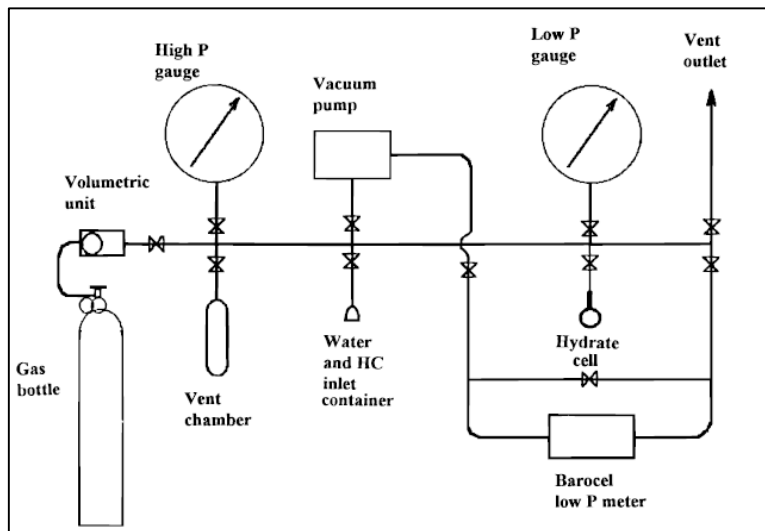 High P
gauge
Vacuum
pump
Low P
gauge
Vent
outlet
Volumetric
unit
Gas
bottle
Vent
chamber
Water
and HC
inlet
container
Hydrate
cell
Barocel
low P meter